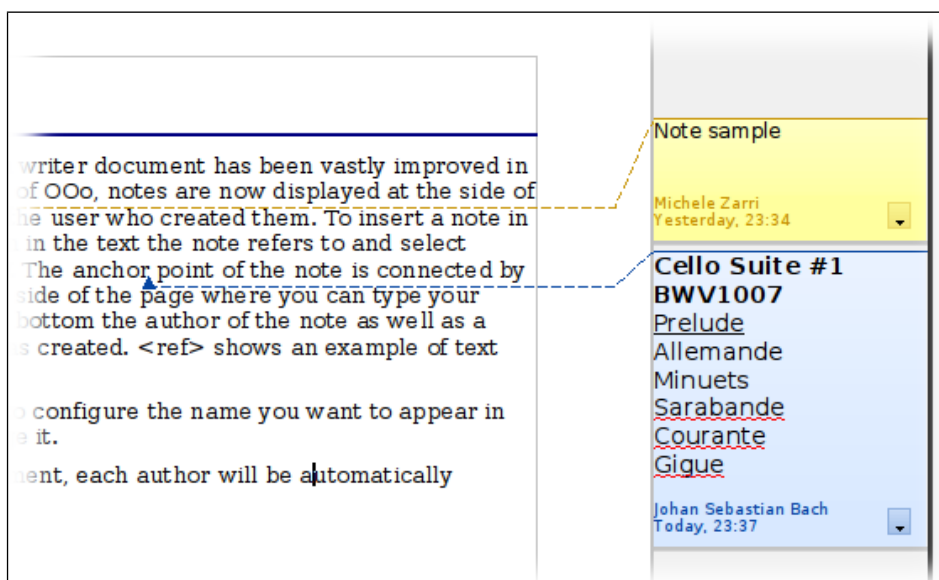 writer document has been vastly improved in
of OOo, notes are now displayed at the side of
he user who created them. To insert a note in
in the text the note refers to and select
The anchor point of the note is connected by
side of the page where you can type your
bottom the author of the note as well as a
s created. <ref> shows an example of text
o configure the name you want to appear in
e it.
ment, each author will be automatically
Note sample
Michele Zarri
Yesterday, 23:34
Cello Suite #1
BWV1007
Prelude
Allemande
Minuets
Sarabande
Courante
Gigue
Johan Sebastian Bach
Today, 23:37